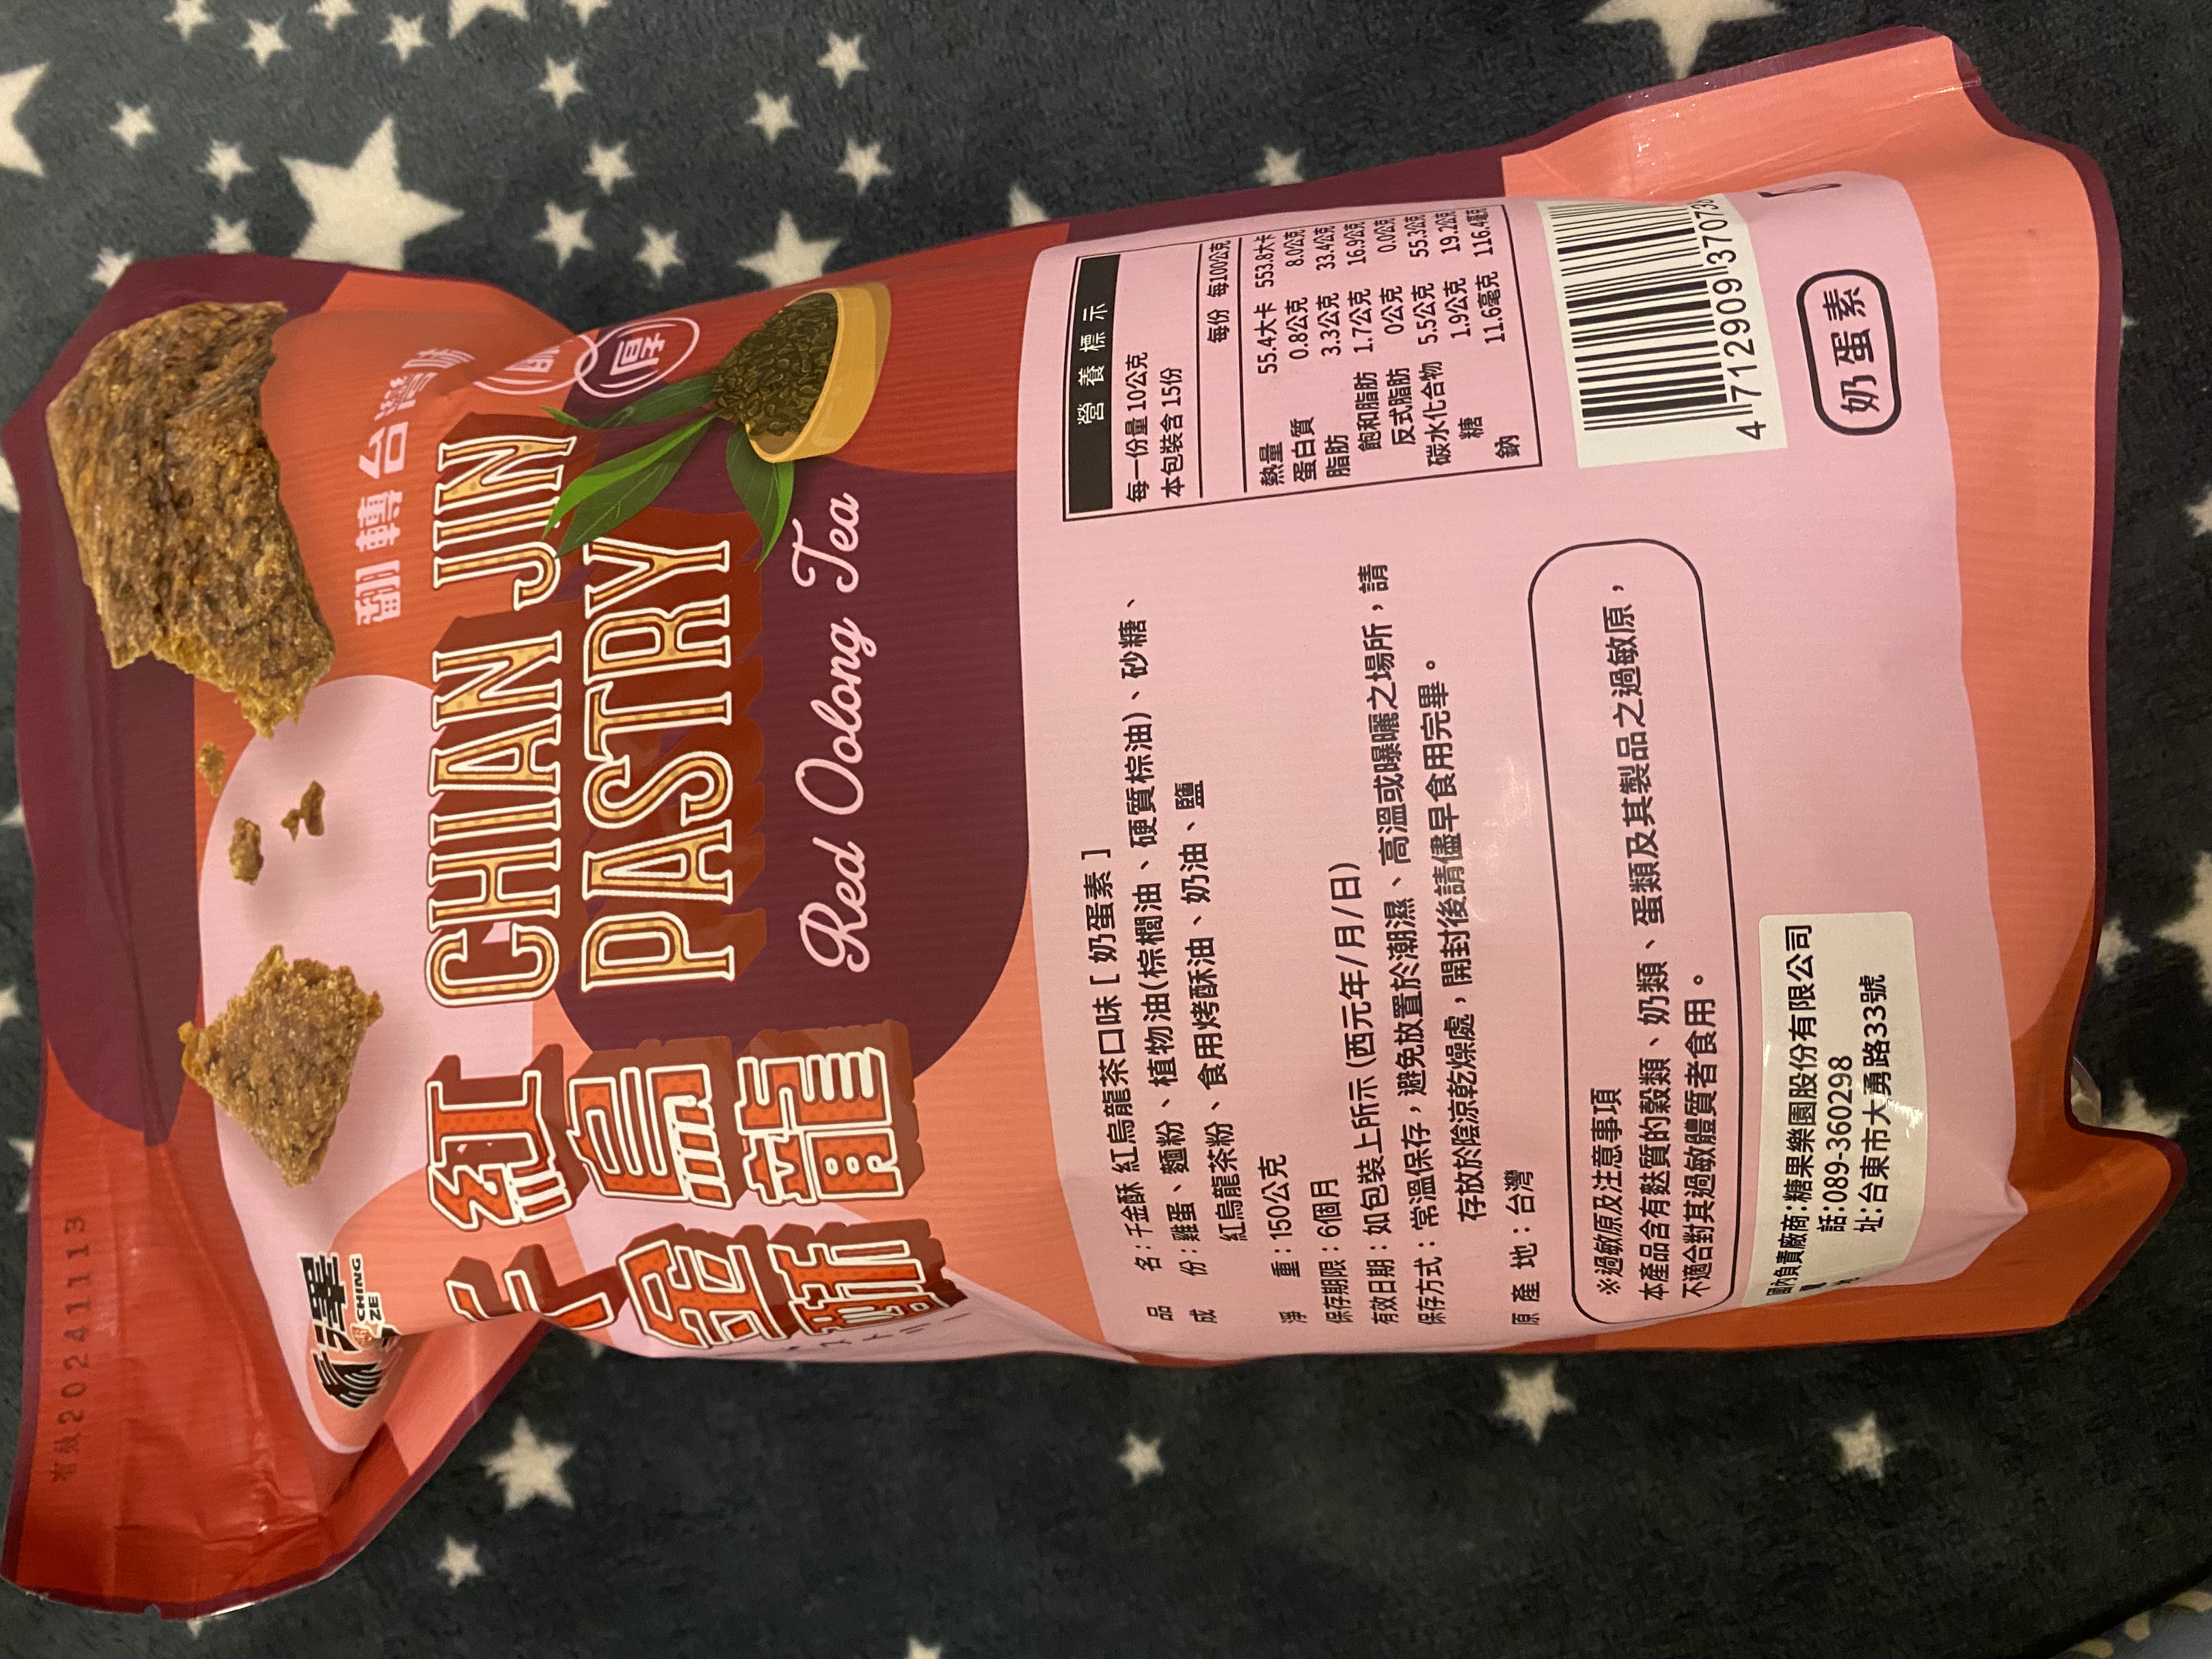 有效20241113
CHING
ZE
翻轉台灣味
醇
厚
千金酥
紅烏龍
CHIAN JIN
PASTRY
Red Oolong Tea
品 名：千金酥 紅烏龍茶口味 [ 奶蛋素 ]
成 份：雞蛋、麵粉、植物油(棕櫚油、硬質棕油)、砂糖、
紅烏龍茶粉、食用烤酥油、奶油、鹽
淨 重：150公克
保存期限：6個月
有效日期：如包裝上所示 (西元年/月/日)
保存方式：常溫保存，避免放置於潮濕、高溫或曝曬之場所，請
存放於陰涼乾燥處，開封後請儘早食用完畢。
原 產 地：台灣
※過敏原及注意事項
本產品含有麩質的穀類、奶類、蛋類及其製品之過敏原，
不適合對其過敏體質者食用。
國內負責廠商:糖果樂園股份有限公司
話:089-360298
址:台東市大勇路33號
營養標示
每一份量 10公克
本包裝含 15份
每份 每100公克
熱量 55.4大卡 553.8大卡
蛋白質 0.8公克 8.0公克
脂肪 3.3公克 33.4公克
飽和脂肪 1.7公克 16.9公克
反式脂肪 0公克 0.0公克
碳水化合物 5.5公克 55.3公克
糖 1.9公克 19.2公克
鈉 11.6毫克 116.4毫克
4 712909 37073
奶蛋素